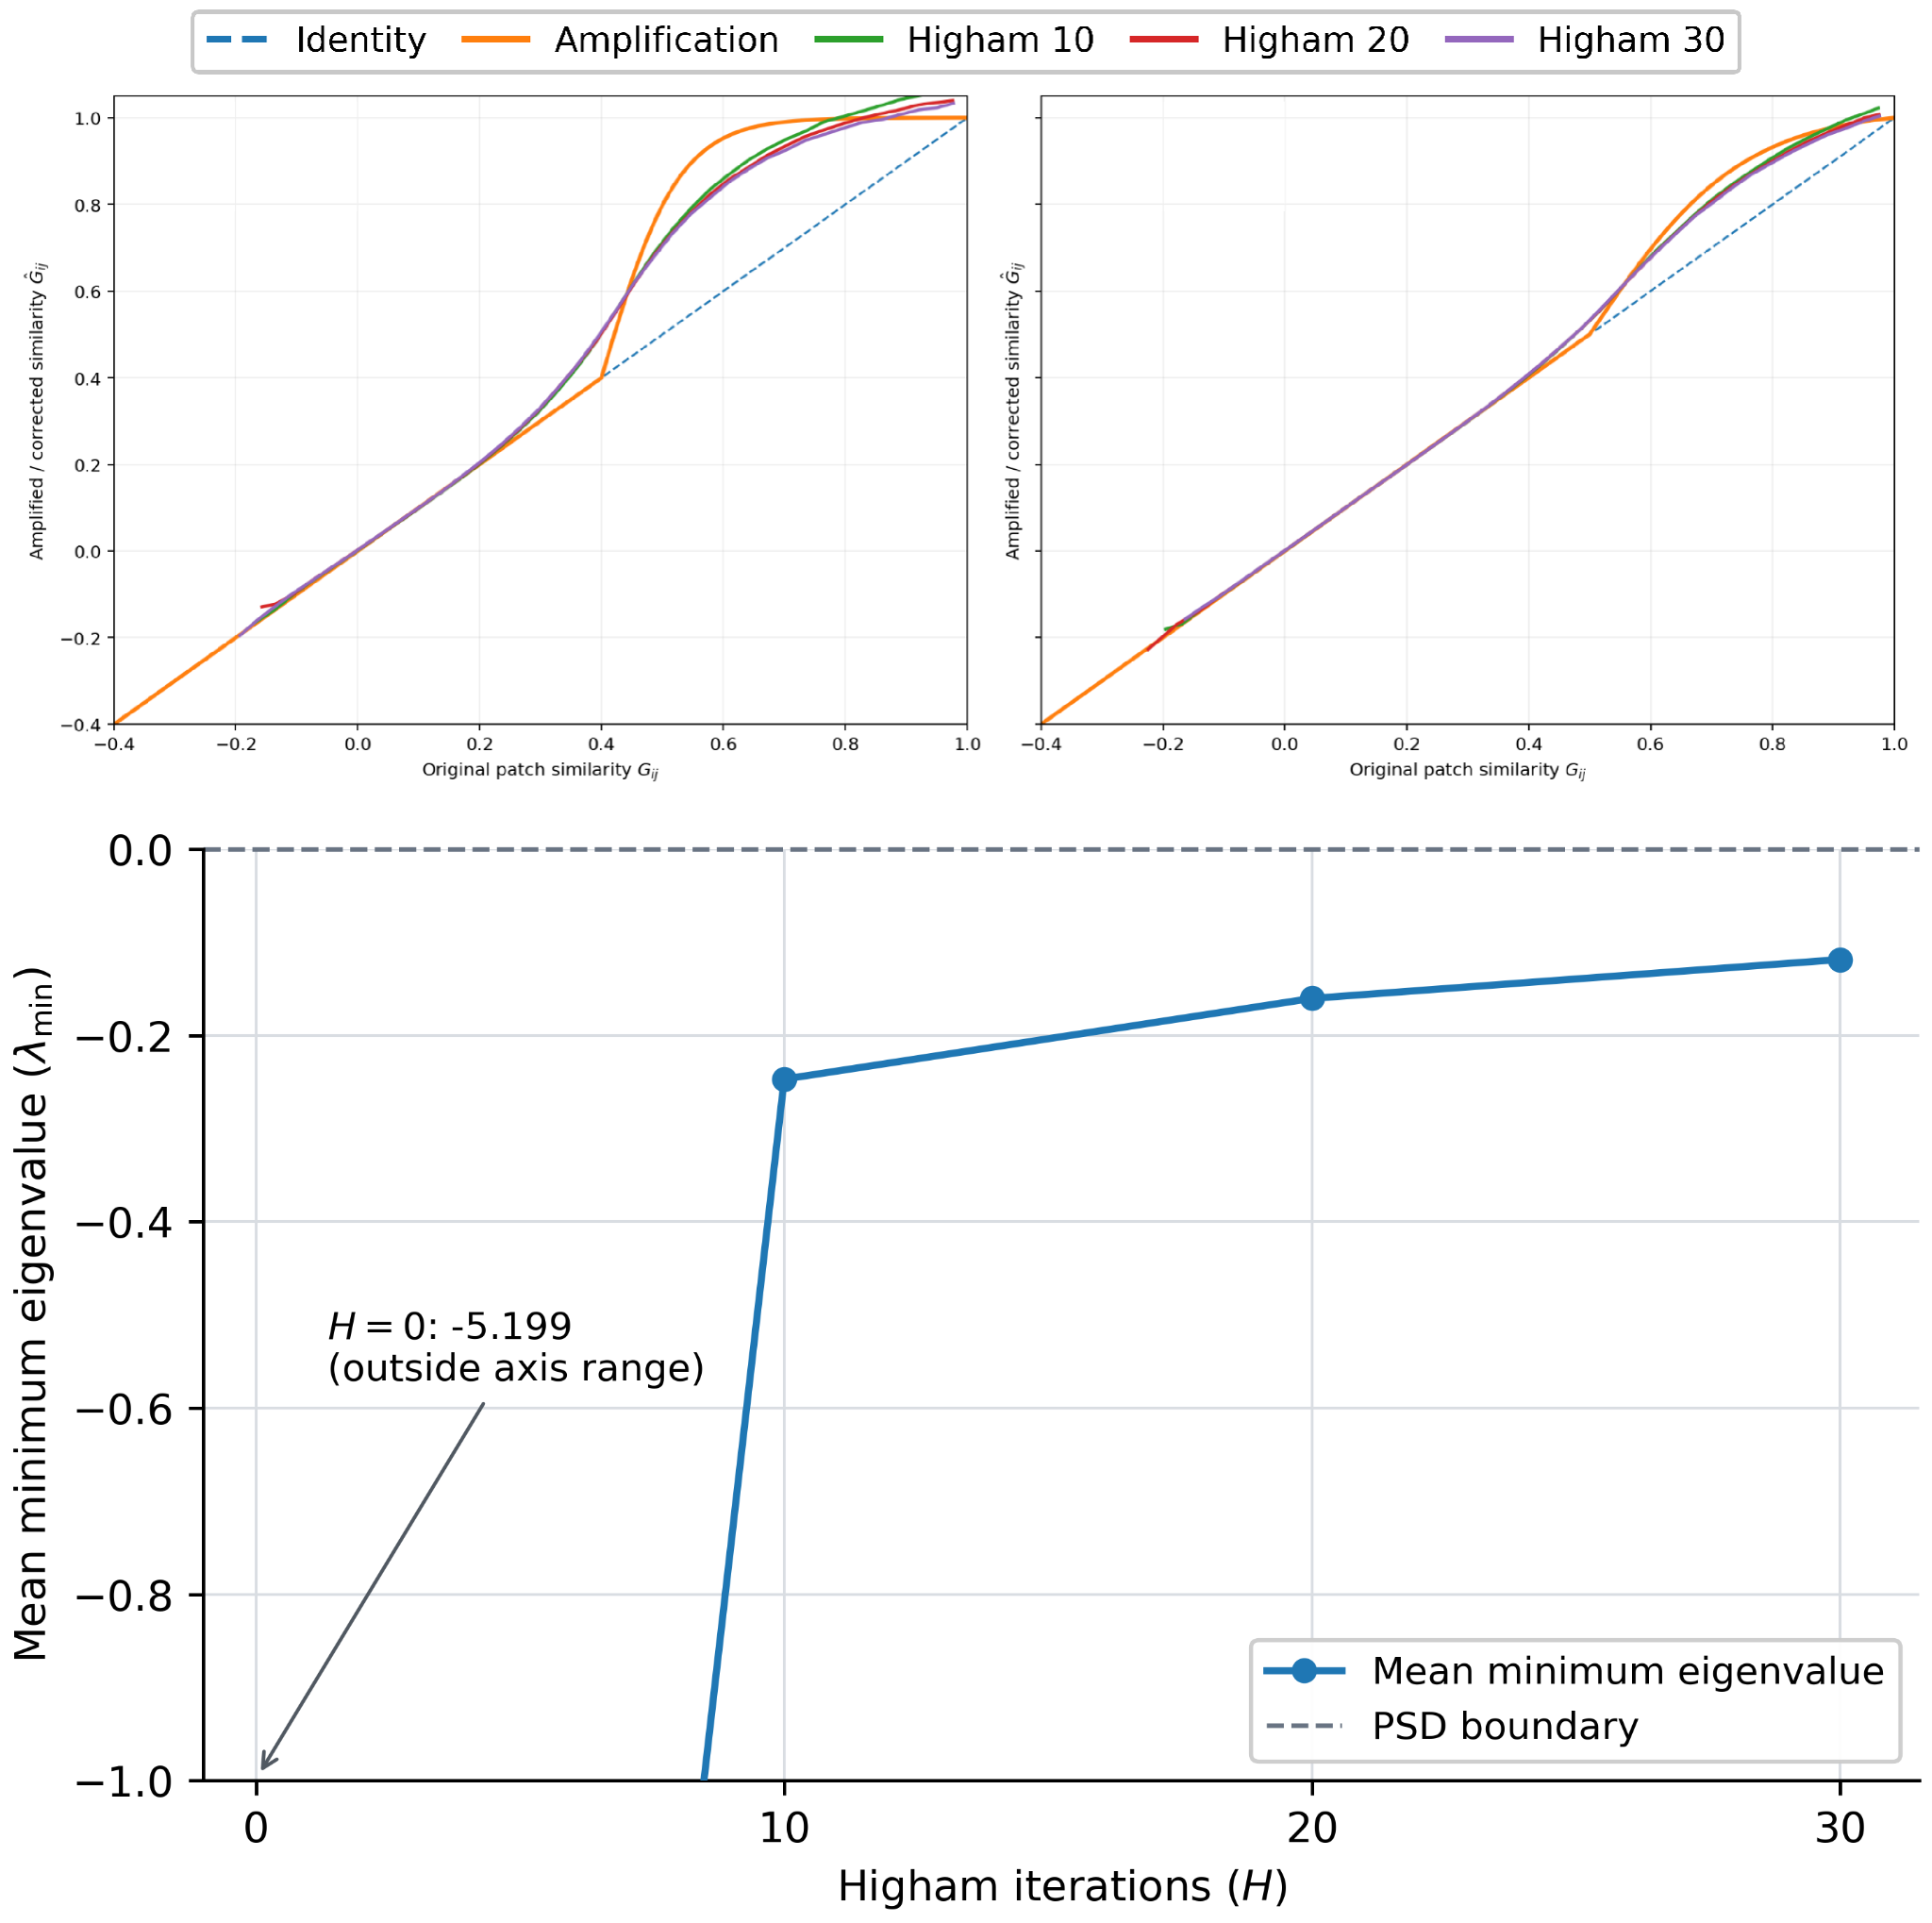 Identity Amplification Higham 10 Higham 20 Higham 30
Amplified / corrected similarity Ĝij
1.0
0.8
0.6
0.4
0.2
0.0
−0.2
−0.4
−0.4 −0.2 0.0 0.2 0.4 0.6 0.8 1.0
Original patch similarity Gij
Amplified / corrected similarity Ĝij
−0.4 −0.2 0.0 0.2 0.4 0.6 0.8 1.0
Original patch similarity Gij
Mean minimum eigenvalue (λmin)
0.0
−0.2
−0.4
−0.6
−0.8
−1.0
H = 0: -5.199
(outside axis range)
Mean minimum eigenvalue
PSD boundary
0 10 20 30
Higham iterations (H)